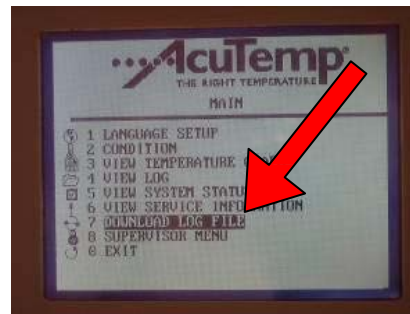 AcuTemp
THE RIGHT TEMPERATURE
MAIN
1 LANGUAGE SETUP
2 CONDITION
3 VIEW TEMPERATURE
4 VIEW LOG
5 VIEW SYSTEM STATU
6 VIEW SERVICE INFORMATION
7 DOWNLOAD LOG FILE
8 SUPERVISOR MENU
0 EXIT